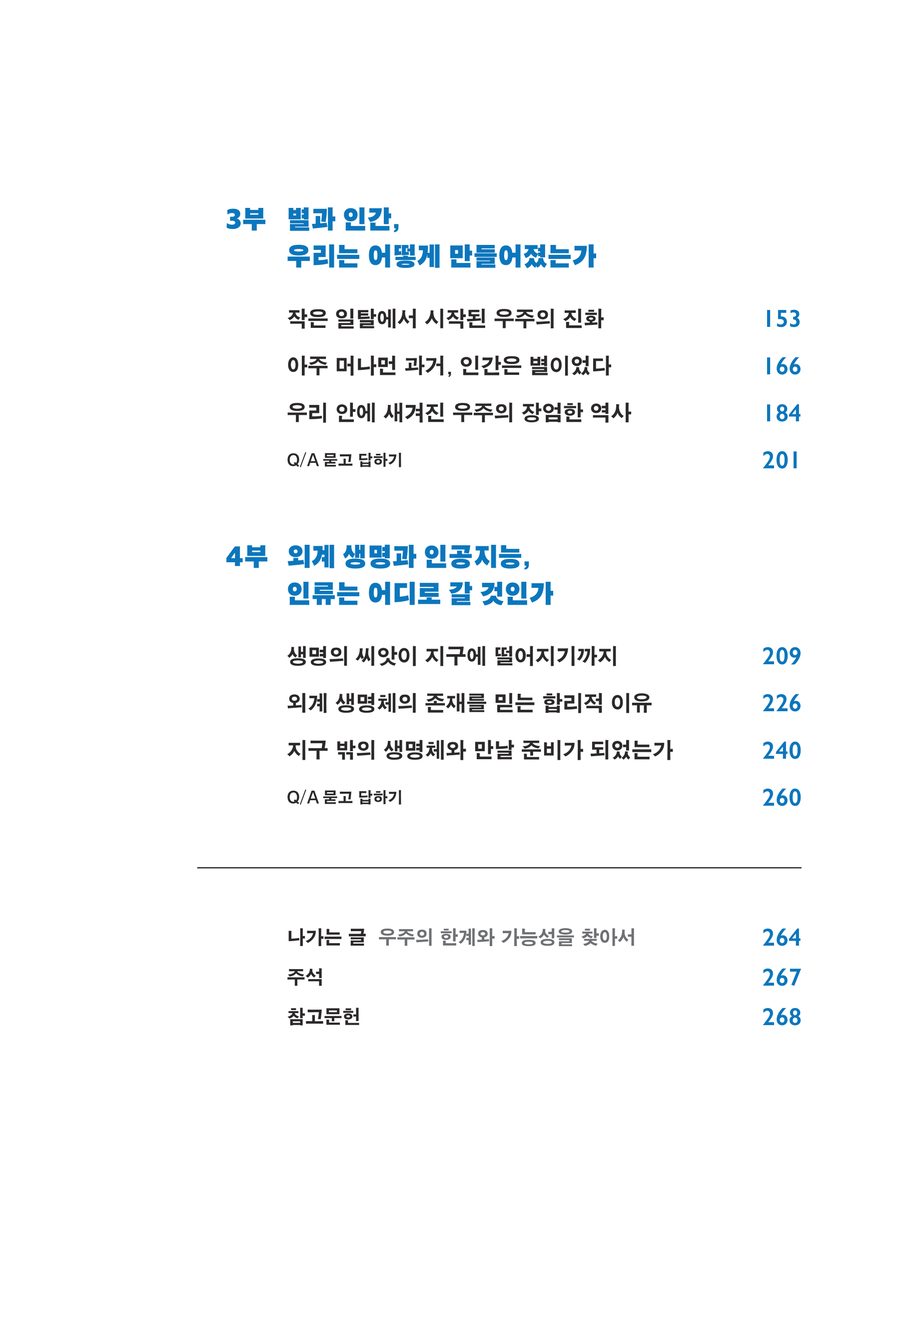 3부 별과 인간,
우리는 어떻게 만들어졌는가
작은 일탈에서 시작된 우주의 진화 153
아주 머나먼 과거, 인간은 별이었다 166
우리 안에 새겨진 우주의 장엄한 역사 184
Q/A 묻고 답하기 201
4부 외계 생명과 인공지능,
인류는 어디로 갈 것인가
생명의 씨앗이 지구에 떨어지기까지 209
외계 생명체의 존재를 믿는 합리적 이유 226
지구 밖의 생명체와 만날 준비가 되었는가 240
Q/A 묻고 답하기 260
나가는 글 우주의 한계와 가능성을 찾아서 264
주석 267
참고문헌 268